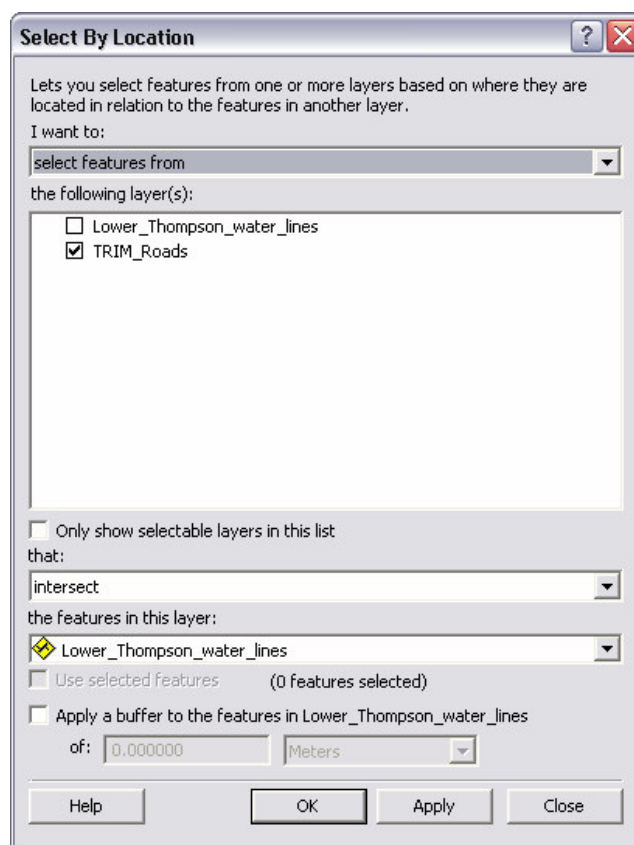 Select By Location
Lets you select features from one or more layers based on where they are
located in relation to the features in another layer.
I want to:
select features from
the following layer(s):
Lower_Thompson_water_lines
TRIM_Roads
Only show selectable layers in this list
that:
intersect
the features in this layer:
Lower_Thompson_water_lines
Use selected features (0 features selected)
Apply a buffer to the features in Lower_Thompson_water_lines
of: 0.000000 Meters
Help OK Apply Close